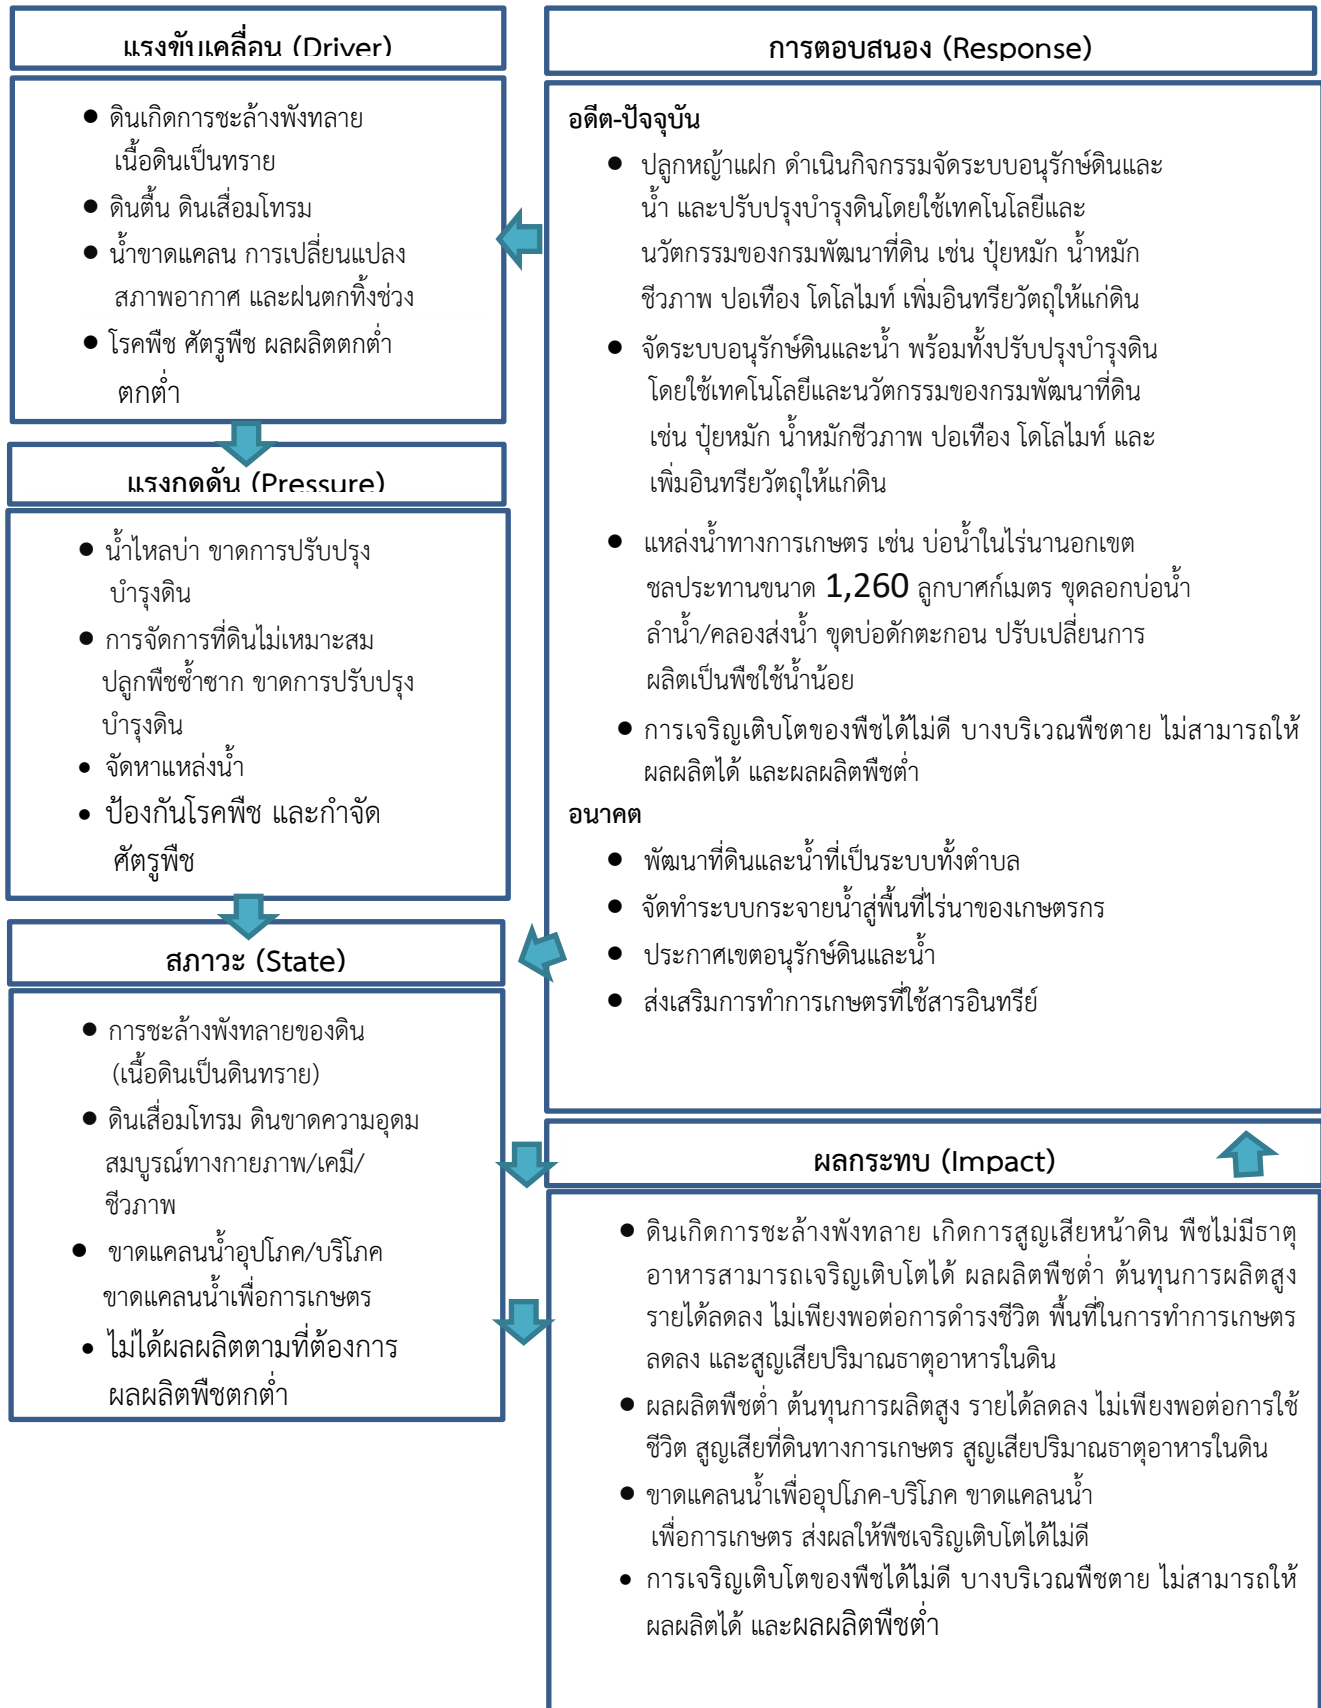 แรงขับเคลื่อน (Driver)
● ดินเกิดการชะล้างพังทลาย
เนื้อดินเป็นทราย
● ดินตื้น ดินเสื่อมโทรม
● น้ำขาดแคลน การเปลี่ยนแปลง
สภาพอากาศ และฝนตกทิ้งช่วง
● โรคพืช ศัตรูพืช ผลผลิตตกต่ำ
ตกต่ำ
แรงกดดัน (Pressure)
● น้ำไหลบ่า ขาดการปรับปรุง
บำรุงดิน
● การจัดการที่ดินไม่เหมาะสม
ปลูกพืชซ้ำซาก ขาดการปรับปรุง
บำรุงดิน
● จัดหาแหล่งน้ำ
● ป้องกันโรคพืช และกำจัด
ศัตรูพืช
สภาวะ (State)
● การชะล้างพังทลายของดิน
(เนื้อดินเป็นดินทราย)
● ดินเสื่อมโทรม ดินขาดความอุดม
สมบูรณ์ทางกายภาพ/เคมี/
ชีวภาพ
● ขาดแคลนน้ำอุปโภค/บริโภค
ขาดแคลนน้ำเพื่อการเกษตร
● ไม่ได้ผลผลิตตามที่ต้องการ
ผลผลิตพืชตกต่ำ
การตอบสนอง (Response)
อดีต-ปัจจุบัน
● ปลูกหญ้าแฝก ดำเนินกิจกรรมจัดระบบอนุรักษ์ดินและ
น้ำ และปรับปรุงบำรุงดินโดยใช้เทคโนโลยีและ
นวัตกรรมของกรมพัฒนาที่ดิน เช่น ปุ๋ยหมัก น้ำหมัก
ชีวภาพ ปอเทือง โดโลไมท์ เพิ่มอินทรียวัตถุให้แก่ดิน
● จัดระบบอนุรักษ์ดินและน้ำ พร้อมทั้งปรับปรุงบำรุงดิน
โดยใช้เทคโนโลยีและนวัตกรรมของกรมพัฒนาที่ดิน
เช่น ปุ๋ยหมัก น้ำหมักชีวภาพ ปอเทือง โดโลไมท์ และ
เพิ่มอินทรียวัตถุให้แก่ดิน
● แหล่งน้ำทางการเกษตร เช่น บ่อน้ำในไร่นานอกเขต
ชลประทานขนาด 1,260 ลูกบาศก์เมตร ขุดลอกบ่อน้ำ
ลำน้ำ/คลองส่งน้ำ ขุดบ่อดักตะกอน ปรับเปลี่ยนการ
ผลิตเป็นพืชใช้น้ำน้อย
● การเจริญเติบโตของพืชได้ไม่ดี บางบริเวณพืชตาย ไม่สามารถให้
ผลผลิตได้ และผลผลิตพืชต่ำ
อนาคต
● พัฒนาที่ดินและน้ำที่เป็นระบบทั้งตำบล
● จัดทำระบบกระจายน้ำสู่พื้นที่ไร่นาของเกษตรกร
● ประกาศเขตอนุรักษ์ดินและน้ำ
● ส่งเสริมการทำการเกษตรที่ใช้สารอินทรีย์
ผลกระทบ (Impact)
● ดินเกิดการชะล้างพังทลาย เกิดการสูญเสียหน้าดิน พืชไม่มีธาตุ
อาหารสามารถเจริญเติบโตได้ ผลผลิตพืชต่ำ ต้นทุนการผลิตสูง
รายได้ลดลง ไม่เพียงพอต่อการดำรงชีวิต พื้นที่ในการทำการเกษตร
ลดลง และสูญเสียปริมาณธาตุอาหารในดิน
● ผลผลิตพืชต่ำ ต้นทุนการผลิตสูง รายได้ลดลง ไม่เพียงพอต่อการใช้
ชีวิต สูญเสียที่ดินทางการเกษตร สูญเสียปริมาณธาตุอาหารในดิน
● ขาดแคลนน้ำเพื่ออุปโภค-บริโภค ขาดแคลนน้ำ
เพื่อการเกษตร ส่งผลให้พืชเจริญเติบโตได้ไม่ดี
● การเจริญเติบโตของพืชได้ไม่ดี บางบริเวณพืชตาย ไม่สามารถให้
ผลผลิตได้ และผลผลิตพืชต่ำ